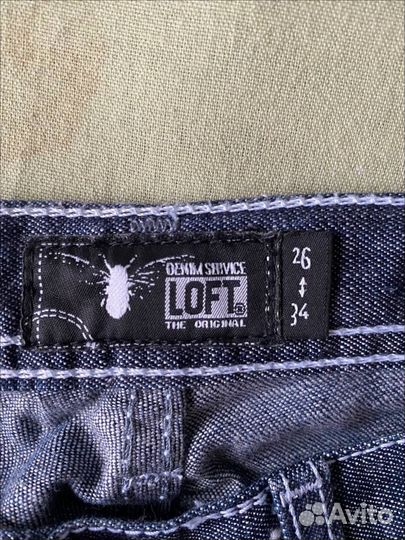 DENIM SERVICE
LOFT®
THE ORIGINAL
26
34
Avito